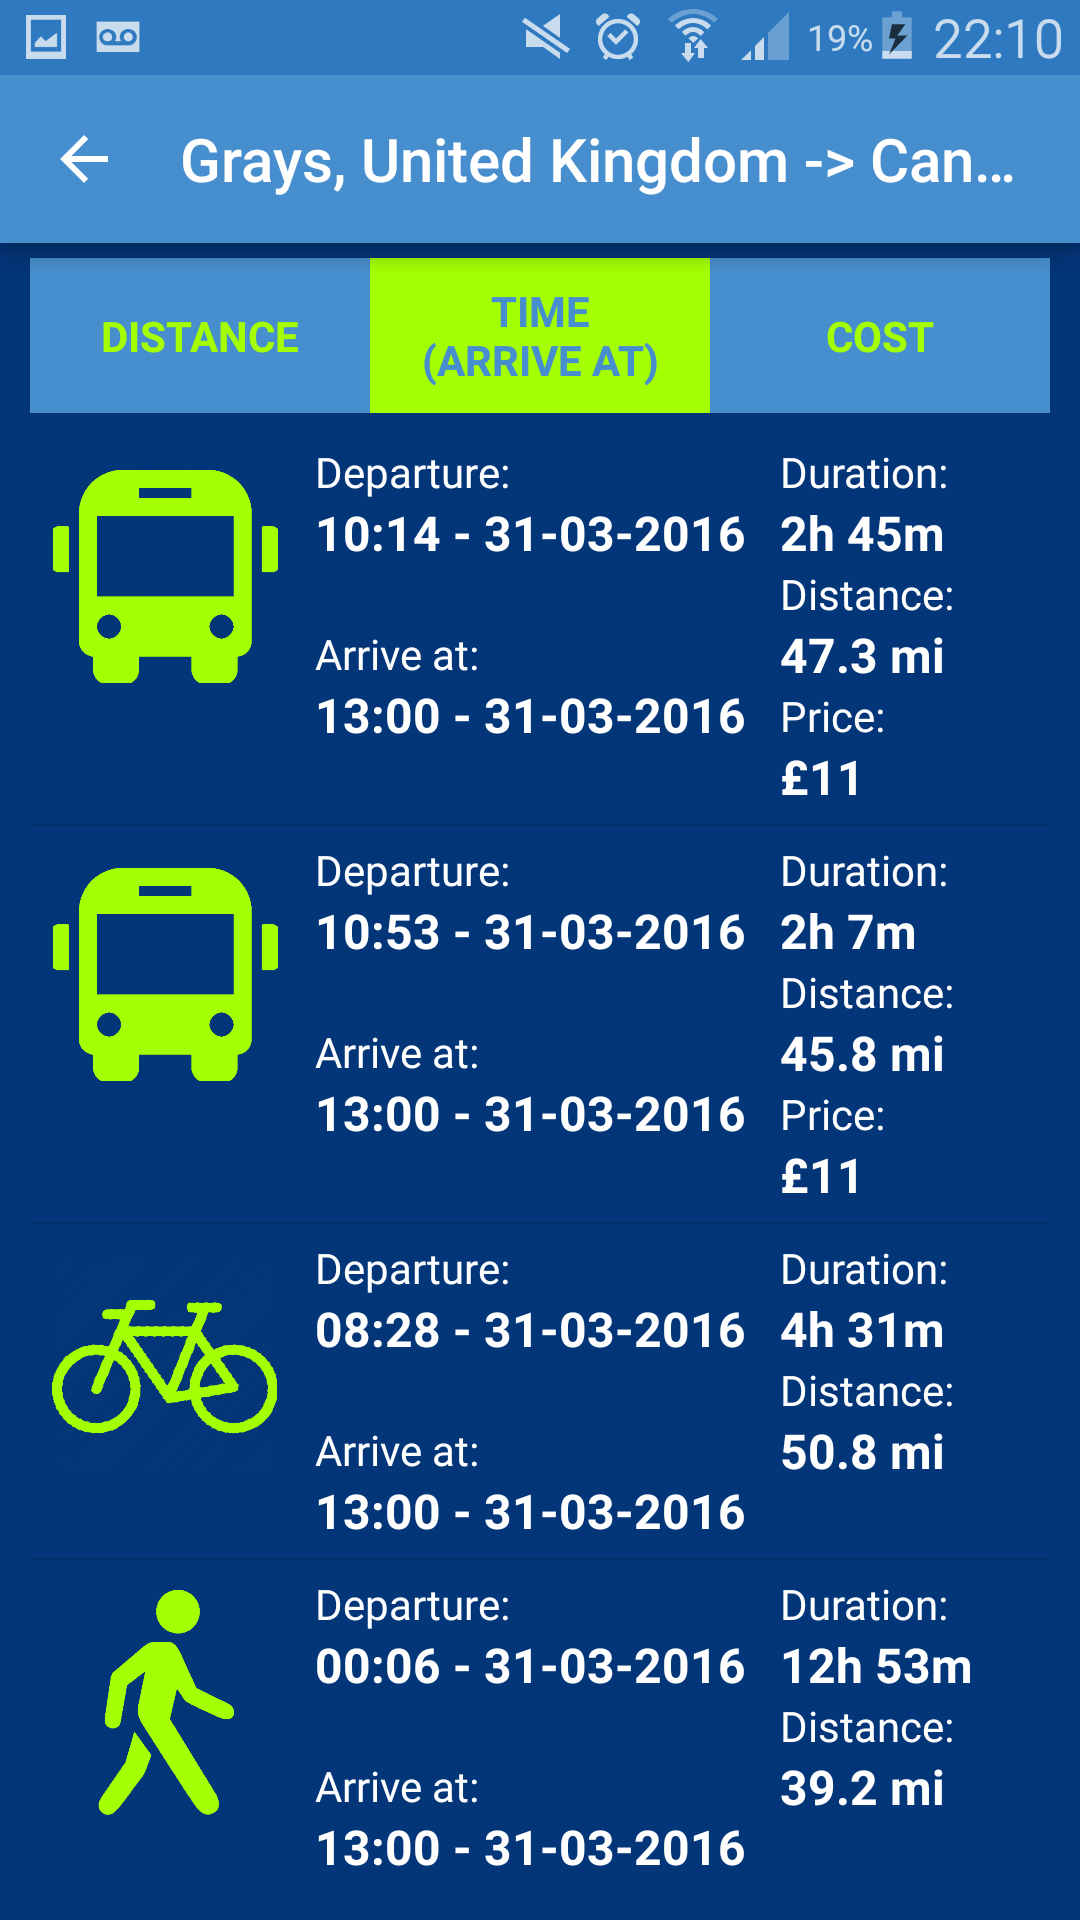 19% 22:10
Grays, United Kingdom -> Can...
DISTANCE
TIME
(ARRIVE AT)
COST
Departure:
10:14 - 31-03-2016
Arrive at:
13:00 - 31-03-2016
Duration:
2h 45m
Distance:
47.3 mi
Price:
£11
Departure:
10:53 - 31-03-2016
Arrive at:
13:00 - 31-03-2016
Duration:
2h 7m
Distance:
45.8 mi
Price:
£11
Departure:
08:28 - 31-03-2016
Arrive at:
13:00 - 31-03-2016
Duration:
4h 31m
Distance:
50.8 mi
Departure:
00:06 - 31-03-2016
Arrive at:
13:00 - 31-03-2016
Duration:
12h 53m
Distance:
39.2 mi